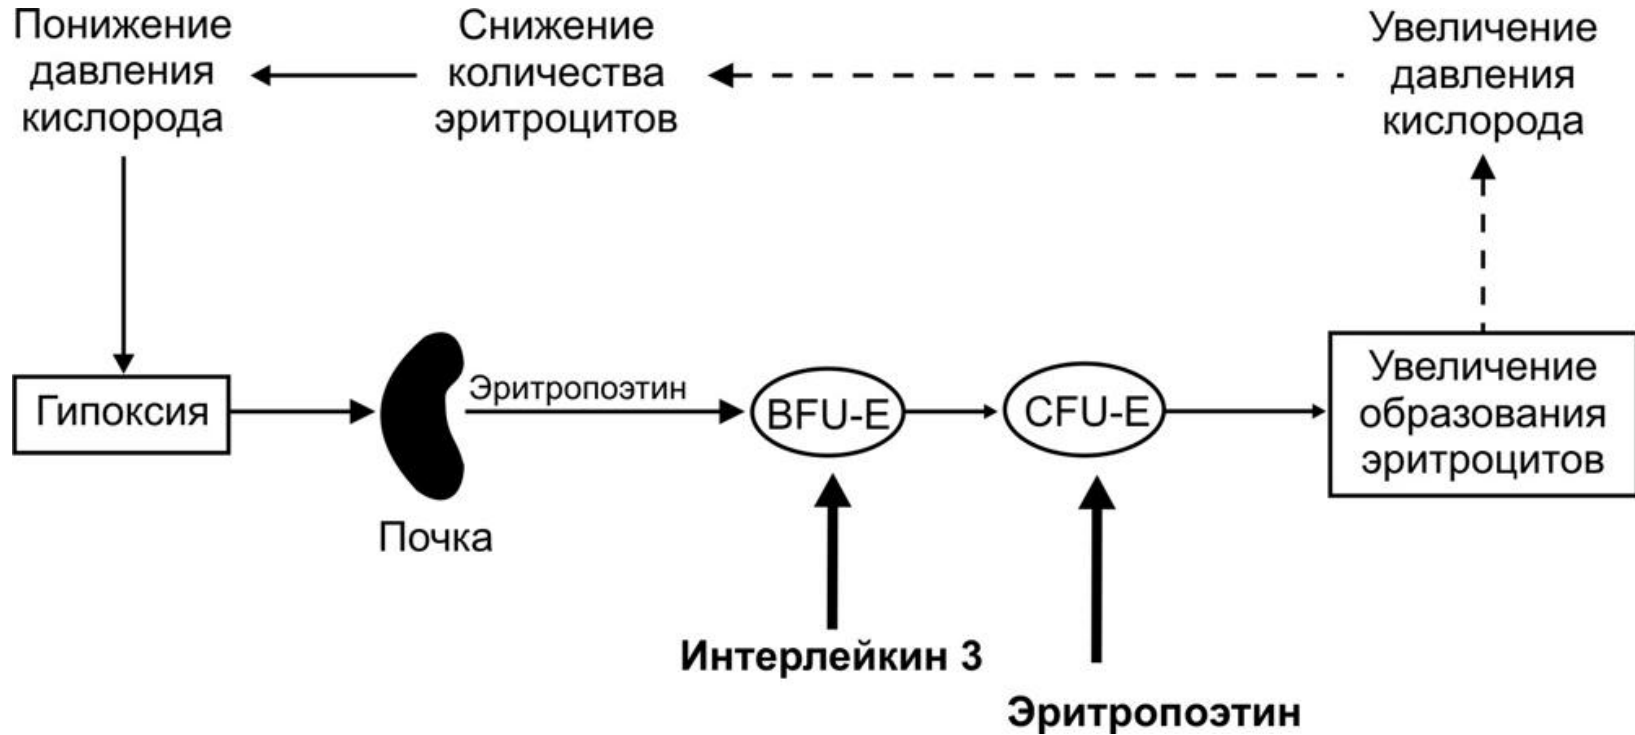 Понижение
давления
кислорода
Снижение
количества
эритроцитов
Увеличение
давления
кислорода
Гипоксия
Почка
Эритропоэтин
BFU-E
CFU-E
Увеличение
образования
эритроцитов
Интерлейкин 3
Эритропоэтин